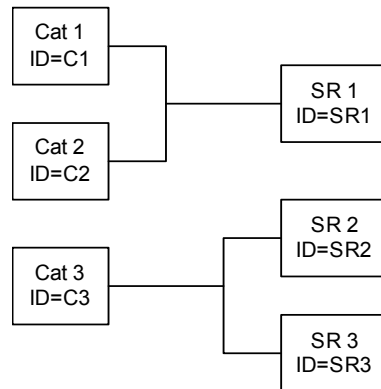 Cat 1
ID=C1
SR 1
ID=SR1
Cat 2
ID=C2
SR 2
ID=SR2
Cat 3
ID=C3
SR 3
ID=SR3